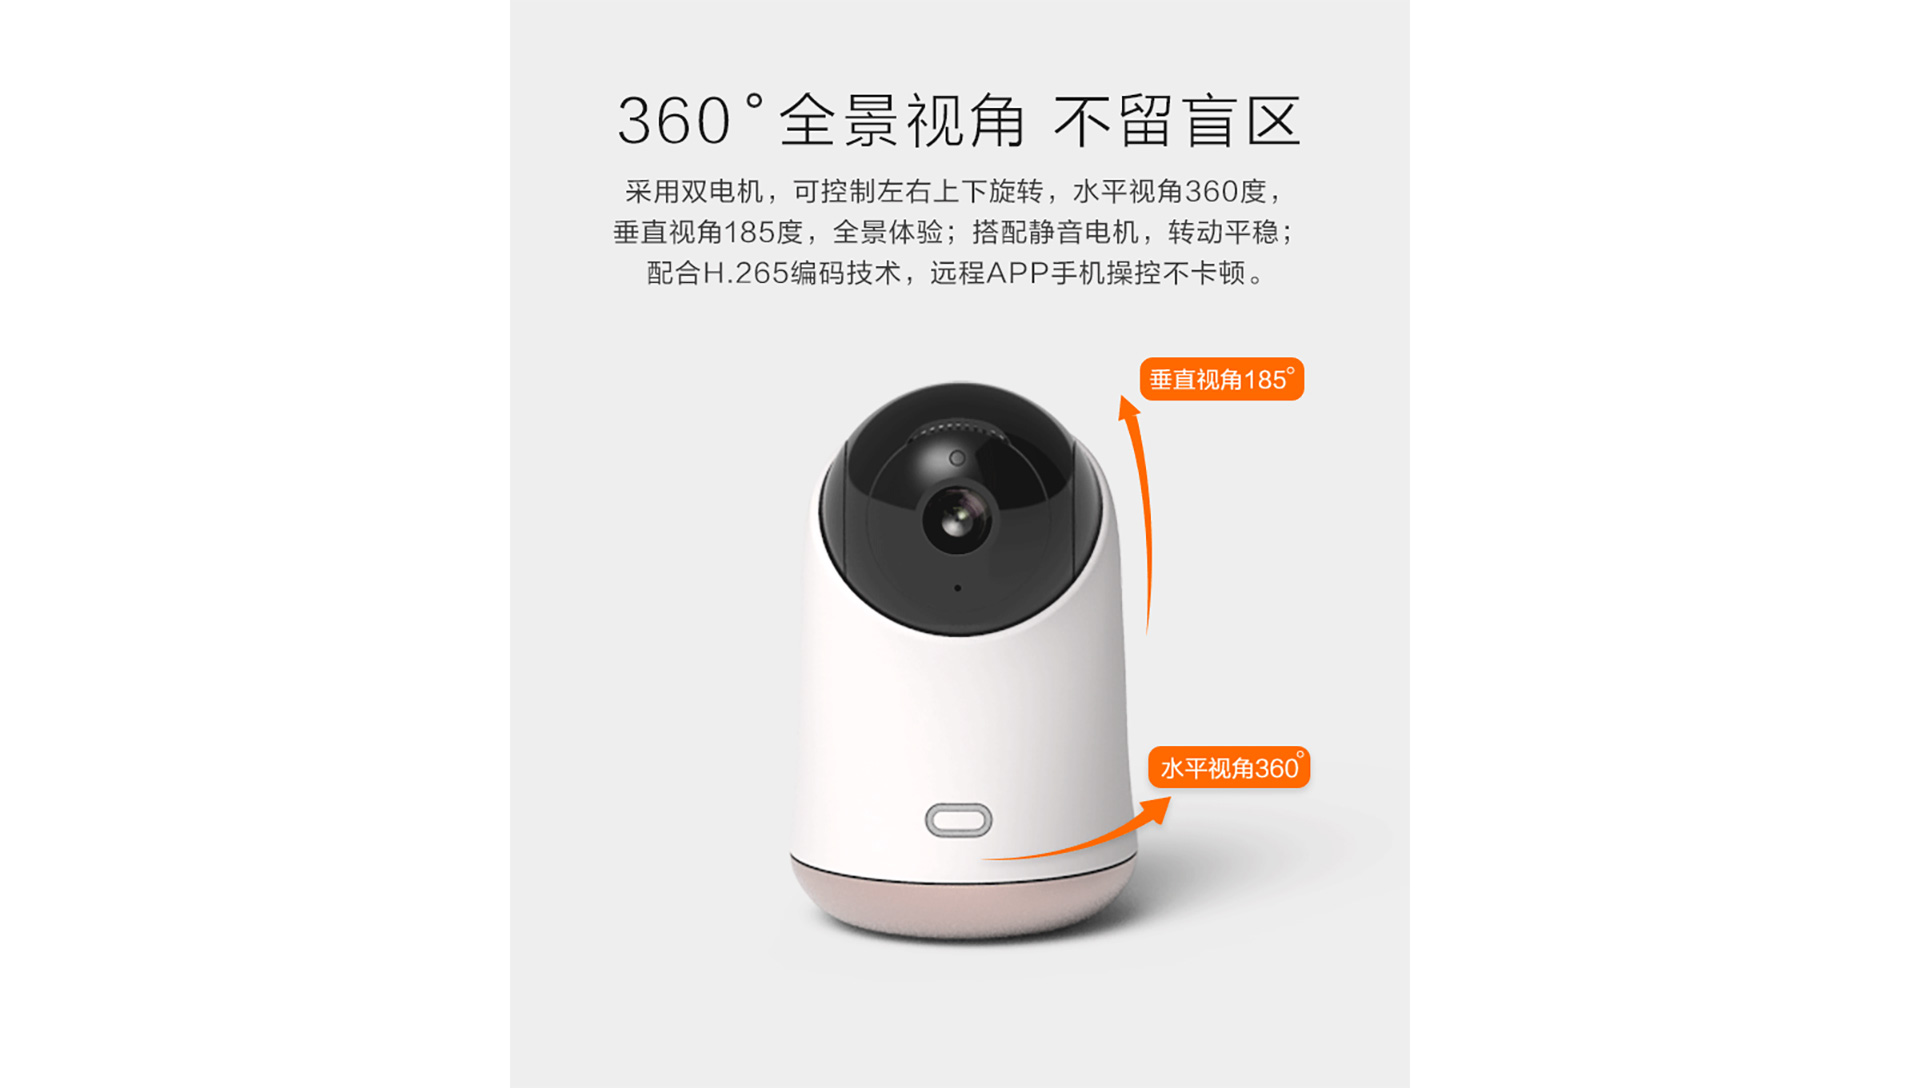 360°全景视角 不留盲区
采用双电机，可控制左右上下旋转，水平视角360度，
垂直视角185度，全景体验；搭配静音电机，转动平稳；
配合H.265编码技术，远程APP手机操控不卡顿。
垂直视角185°
水平视角360°